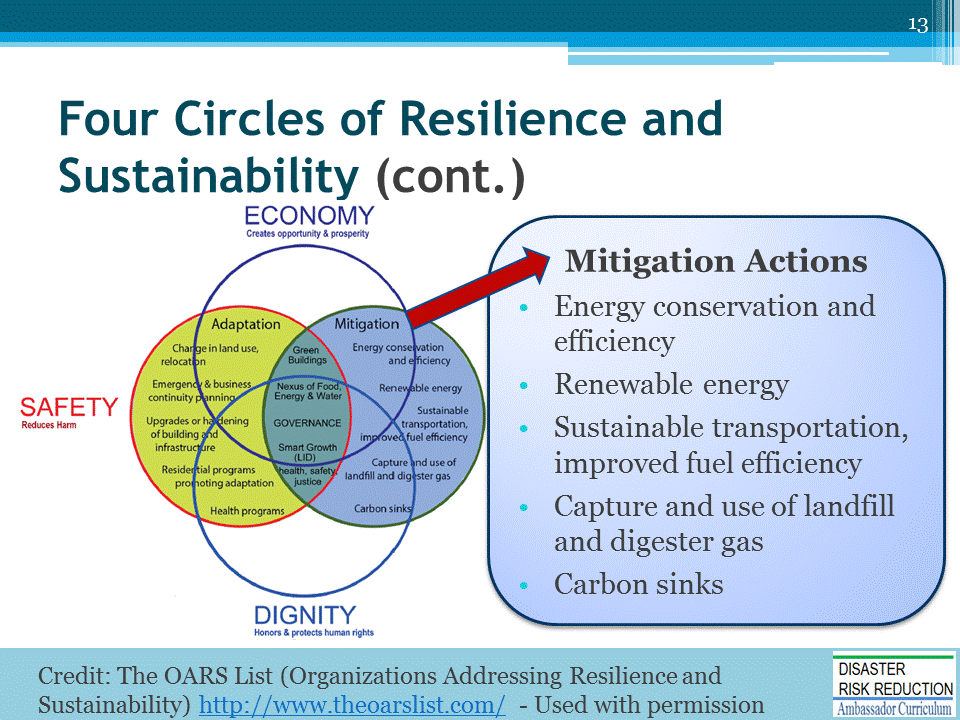 13
Four Circles of Resilience and
Sustainability (cont.)
ECONOMY
Creates opportunity & prosperity
SAFETY
Reduces Harm
Adaptation
Change in land use,
relocation
Emergency & business
continuity planning
Upgrades or hardening
of building and
infrastructure
Residential programs
promoting adaptation
Health programs
Green
Buildings
Nexus of Food,
Energy & Water
GOVERNANCE
Smart Growth
(LID)
health, safety,
justice
Mitigation
Energy conservation
and efficiency
Renewable energy
Sustainable
transportation,
improved fuel efficiency
Capture and use of
landfill and digester gas
Carbon sinks
DIGNITY
Honors & protects human rights
Mitigation Actions
• Energy conservation and
efficiency
• Renewable energy
• Sustainable transportation,
improved fuel efficiency
• Capture and use of landfill
and digester gas
• Carbon sinks
Credit: The OARS List (Organizations Addressing Resilience and
Sustainability) http://www.theoarslist.com/ - Used with permission
DISASTER
RISK REDUCTION
Ambassador Curriculum